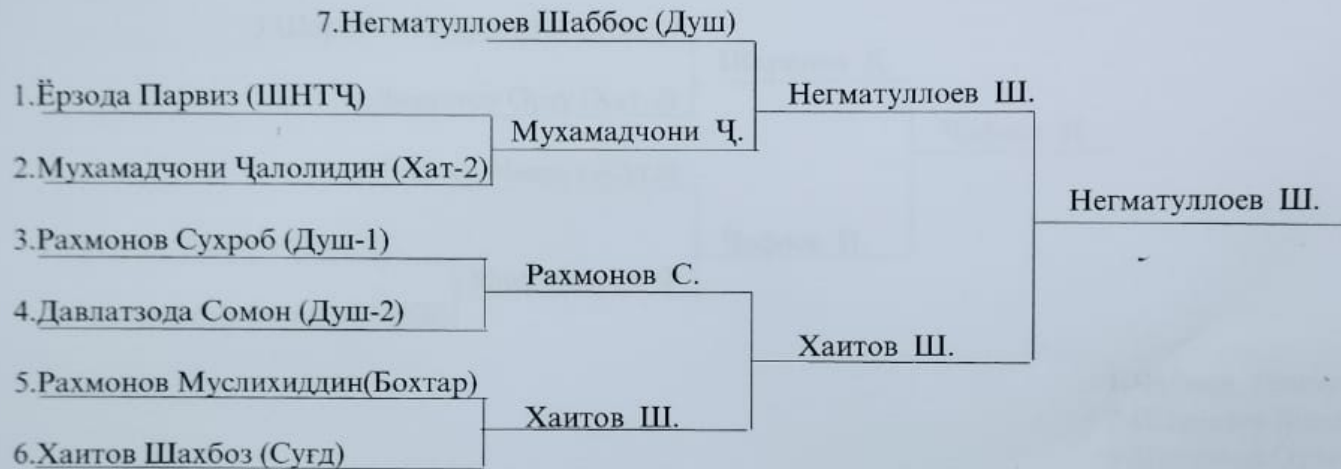 7.Негматуллоев Шаббос (Душ)
1.Ёрзода Парвиз (ШНТҶ)
Негматуллоев Ш.
Мухамадчони Ҷ.
2.Мухамадчони Ҷалолидин (Хат-2)
Негматуллоев Ш.
3.Рахмонов Сухроб (Душ-1)
Рахмонов С.
4.Давлатзода Сомон (Душ-2)
Хаитов Ш.
5.Рахмонов Муслихиддин(Бохтар)
Хаитов Ш.
6.Хаитов Шахбоз (Суғд)